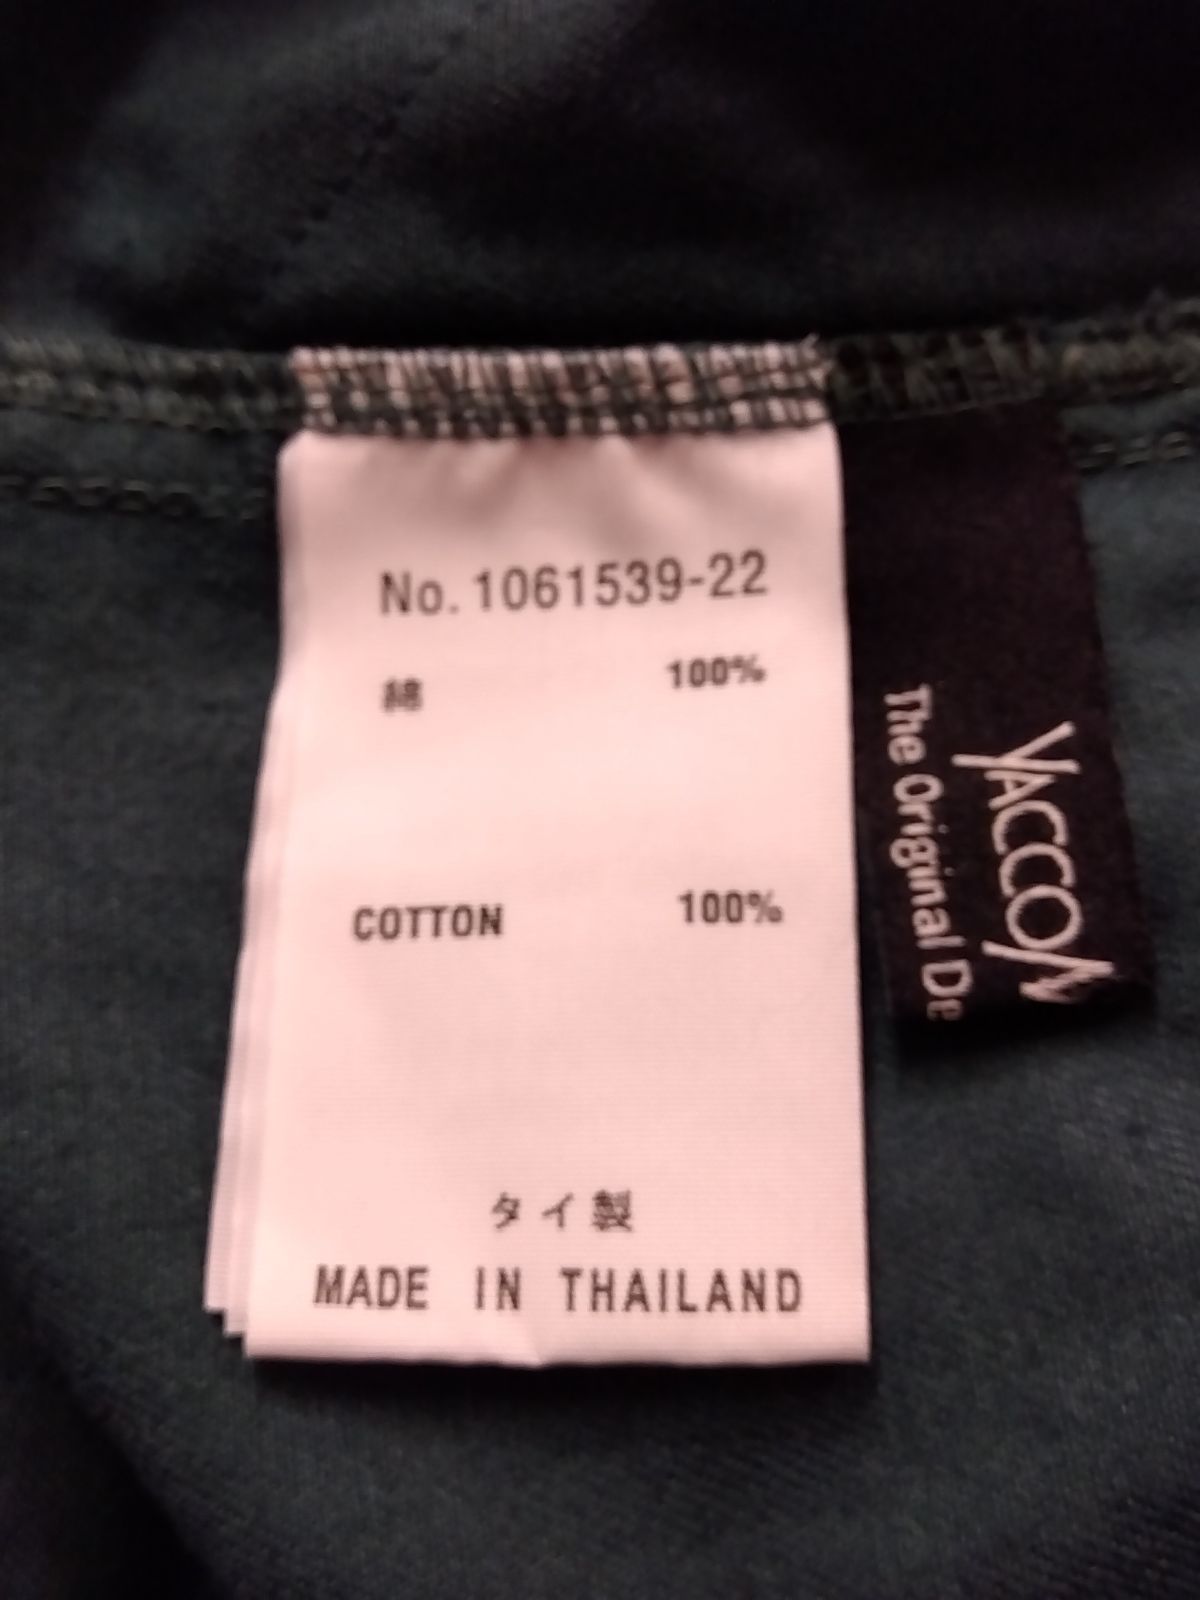 No. 1061539-22
綿 100%
COTTON 100%
タイ製
MADE IN THAILAND
YACCO
The Original De